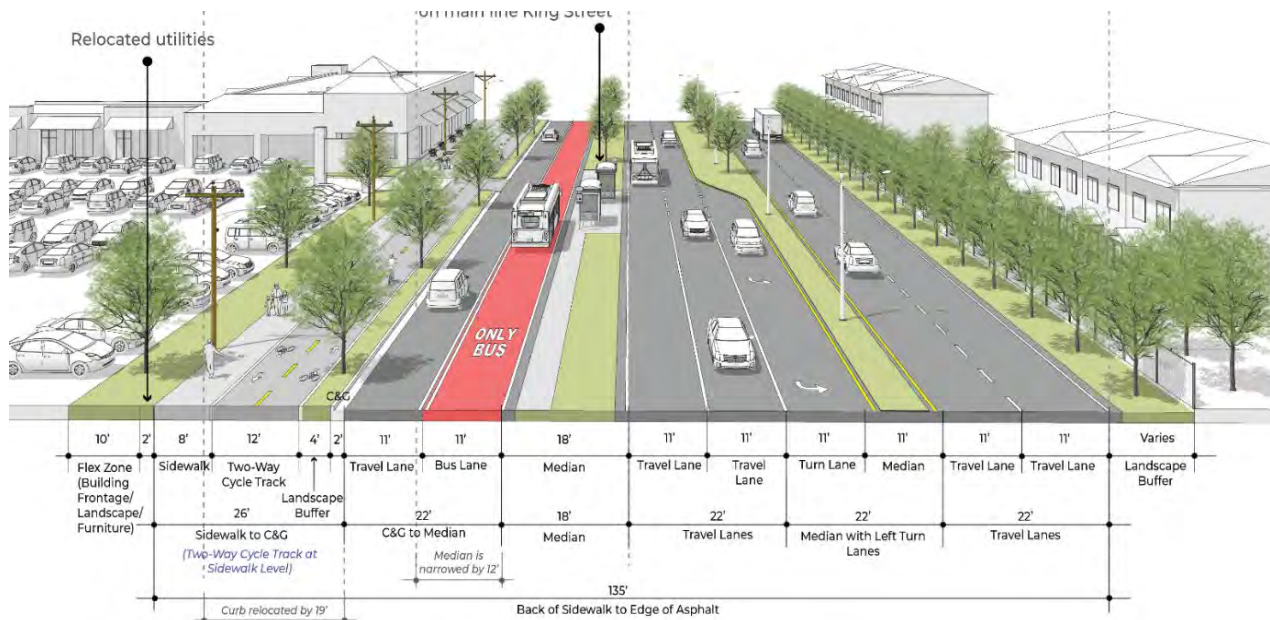 on main line King Street
Relocated utilities
ONLY
BUS
C&G
10'
2'
8'
12'
4'
2'
11'
11'
18'
11'
11'
11'
11'
11'
11'
Varies
Flex Zone
(Building
Frontage/
Landscape/
Furniture)
Sidewalk
Two-Way
Cycle Track
Landscape
Buffer
Travel Lane
Bus Lane
Median
Travel Lane
Travel
Lane
Turn Lane
Median
Travel Lane
Travel Lane
Landscape
Buffer
26'
Sidewalk to C&G
(Two-Way Cycle Track at
Sidewalk Level)
22'
C&G to Median
18'
Median
22'
Travel Lanes
22'
Median with Left Turn
Lanes
22'
Travel Lanes
Median is
narrowed by 12'
135'
Back of Sidewalk to Edge of Asphalt
Curb relocated by 19'